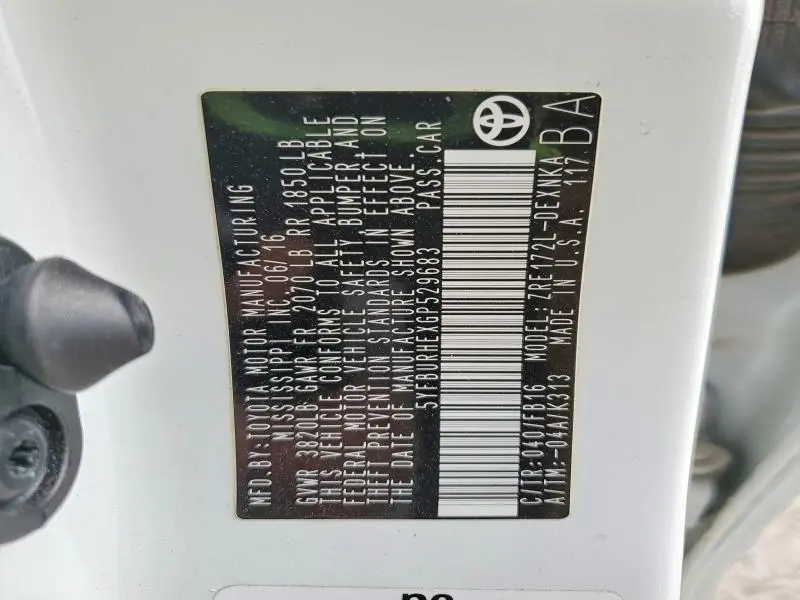 MFD.BY:TOYOTA MOTOR MANUFACTURING
MISSISSIPPI INC. 06/16
GVWR 3820LB GAWR FR 2070 LB RR 1850LB
THIS VEHICLE CONFORMS TO ALL APPLICABLE
FEDERAL MOTOR VEHICLE SAFETY, BUMPER, AND
THEFT PREVENTION STANDARDS IN EFFECT ON
THE DATE OF MANUFACTURE SHOWN ABOVE.
5YFBURHEXGP529683 PASS.CAR
C/TR:040/FB16 MODEL:ZRE172L-DEXNKA
A/TM:-04A/K313 MADE IN U.S.A. 117 BA